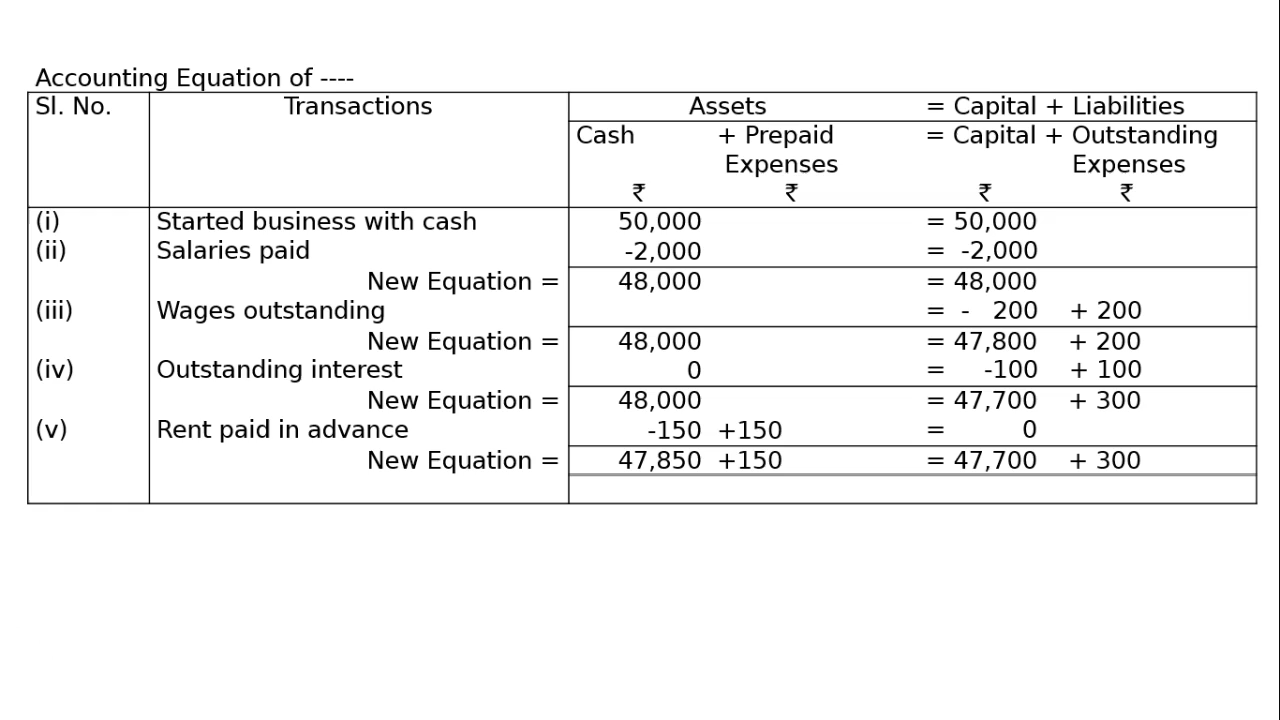 Accounting Equation of ----
Sl. No. Transactions Assets = Capital + Liabilities
Cash + Prepaid = Capital + Outstanding
Expenses Expenses
₹ ₹ ₹ ₹
(i) Started business with cash 50,000 = 50,000
(ii) Salaries paid -2,000 = -2,000
New Equation = 48,000 = 48,000
(iii) Wages outstanding = - 200 + 200
New Equation = 48,000 = 47,800 + 200
(iv) Outstanding interest 0 = -100 + 100
New Equation = 48,000 = 47,700 + 300
(v) Rent paid in advance -150 +150 = 0
New Equation = 47,850 +150 = 47,700 + 300